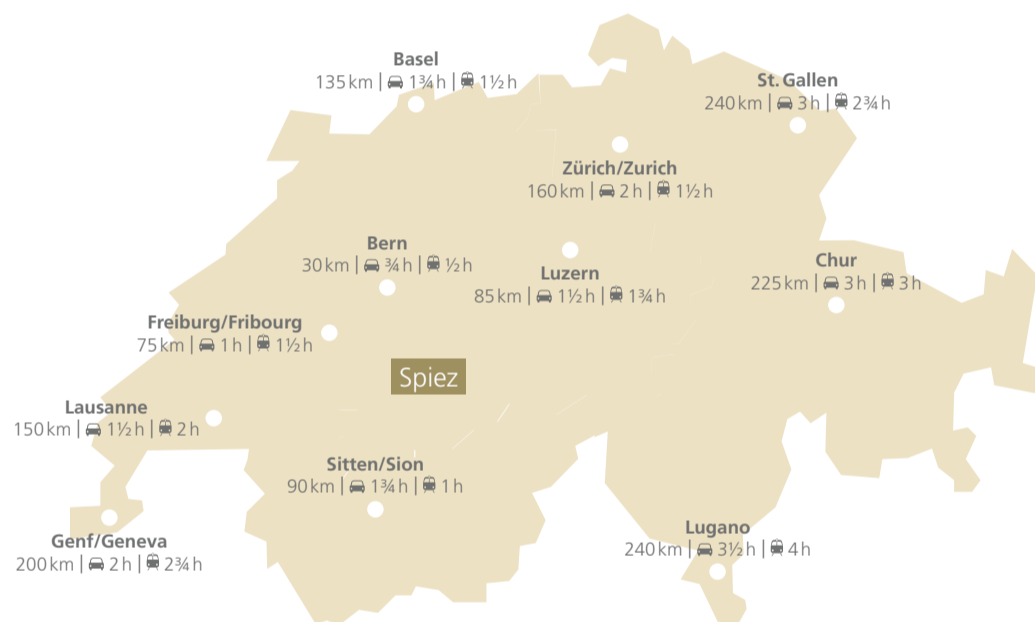 Basel
135 km | 1¾ h | 1½ h
St. Gallen
240 km | 3 h | 2¾ h
Zürich/Zurich
160 km | 2 h | 1½ h
Bern
30 km | ¾ h | ½ h
Luzern
85 km | 1½ h | 1¾ h
Chur
225 km | 3 h | 3 h
Freiburg/Fribourg
75 km | 1 h | 1½ h
Spiez
Lausanne
150 km | 1½ h | 2 h
Sitten/Sion
90 km | 1¾ h | 1 h
Genf/Geneva
200 km | 2 h | 2¾ h
Lugano
240 km | 3½ h | 4 h